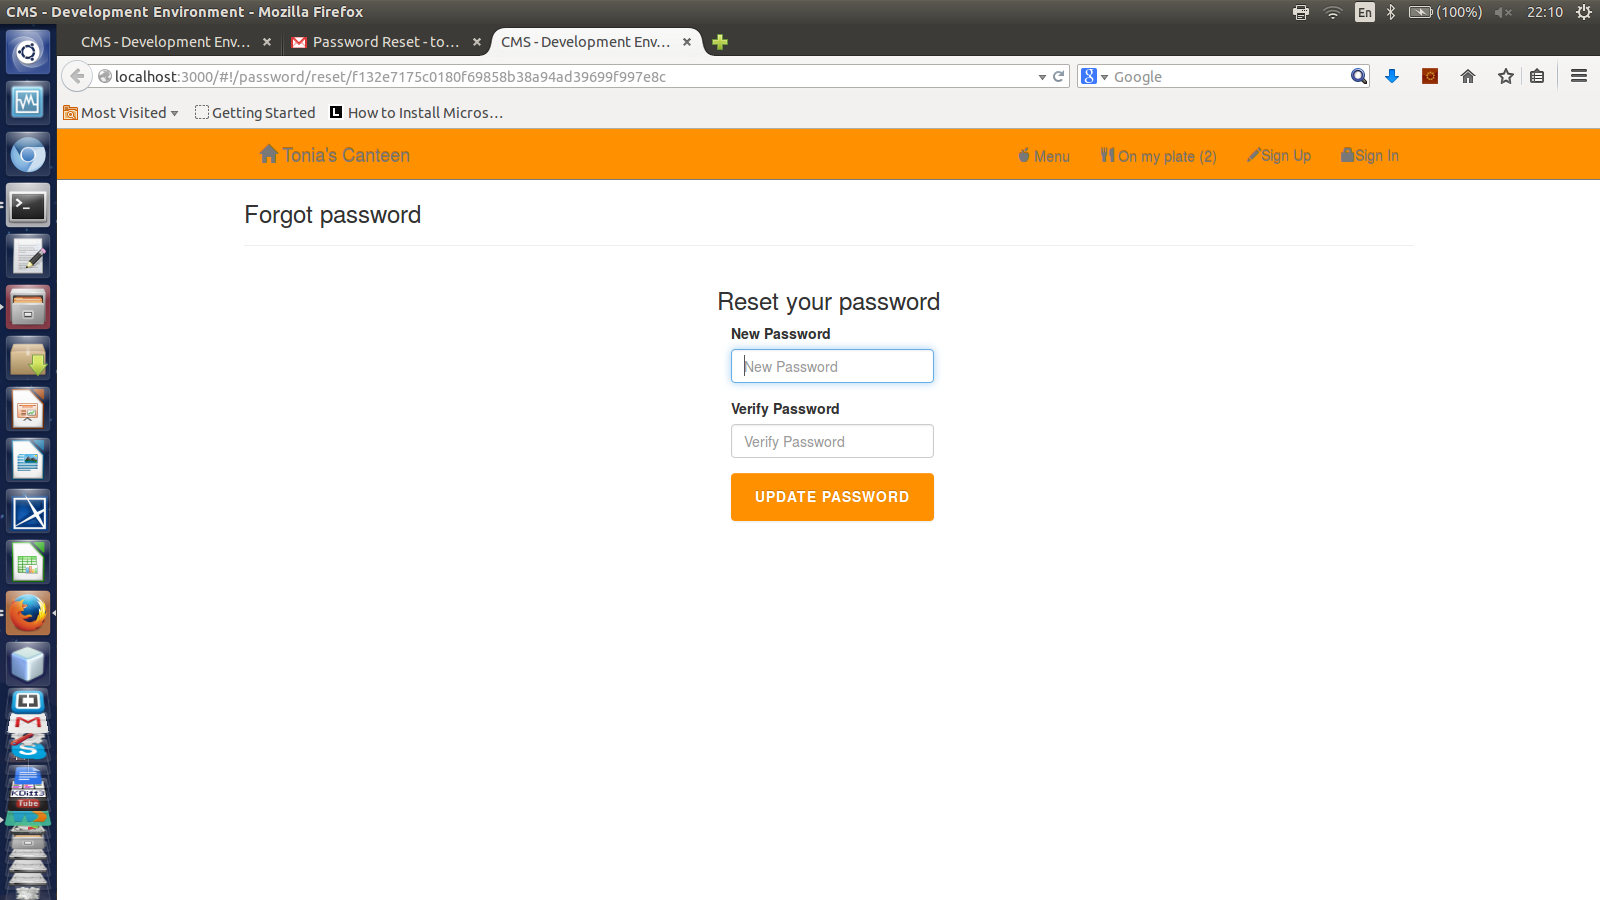 CMS - Development Environment - Mozilla Firefox
En
(100%)
22:10
CMS - Development Env...
Password Reset - to...
CMS - Development Env...
localhost:3000/#!/password/reset/f132e7175c0180f69858b38a94ad39699f997e8c
Google
Most Visited
Getting Started
How to Install Micros...
Tonia's Canteen
Menu
On my plate (2)
Sign Up
Sign In
Forgot password
Reset your password
New Password
New Password
Verify Password
Verify Password
UPDATE PASSWORD
KDiff3
Tube